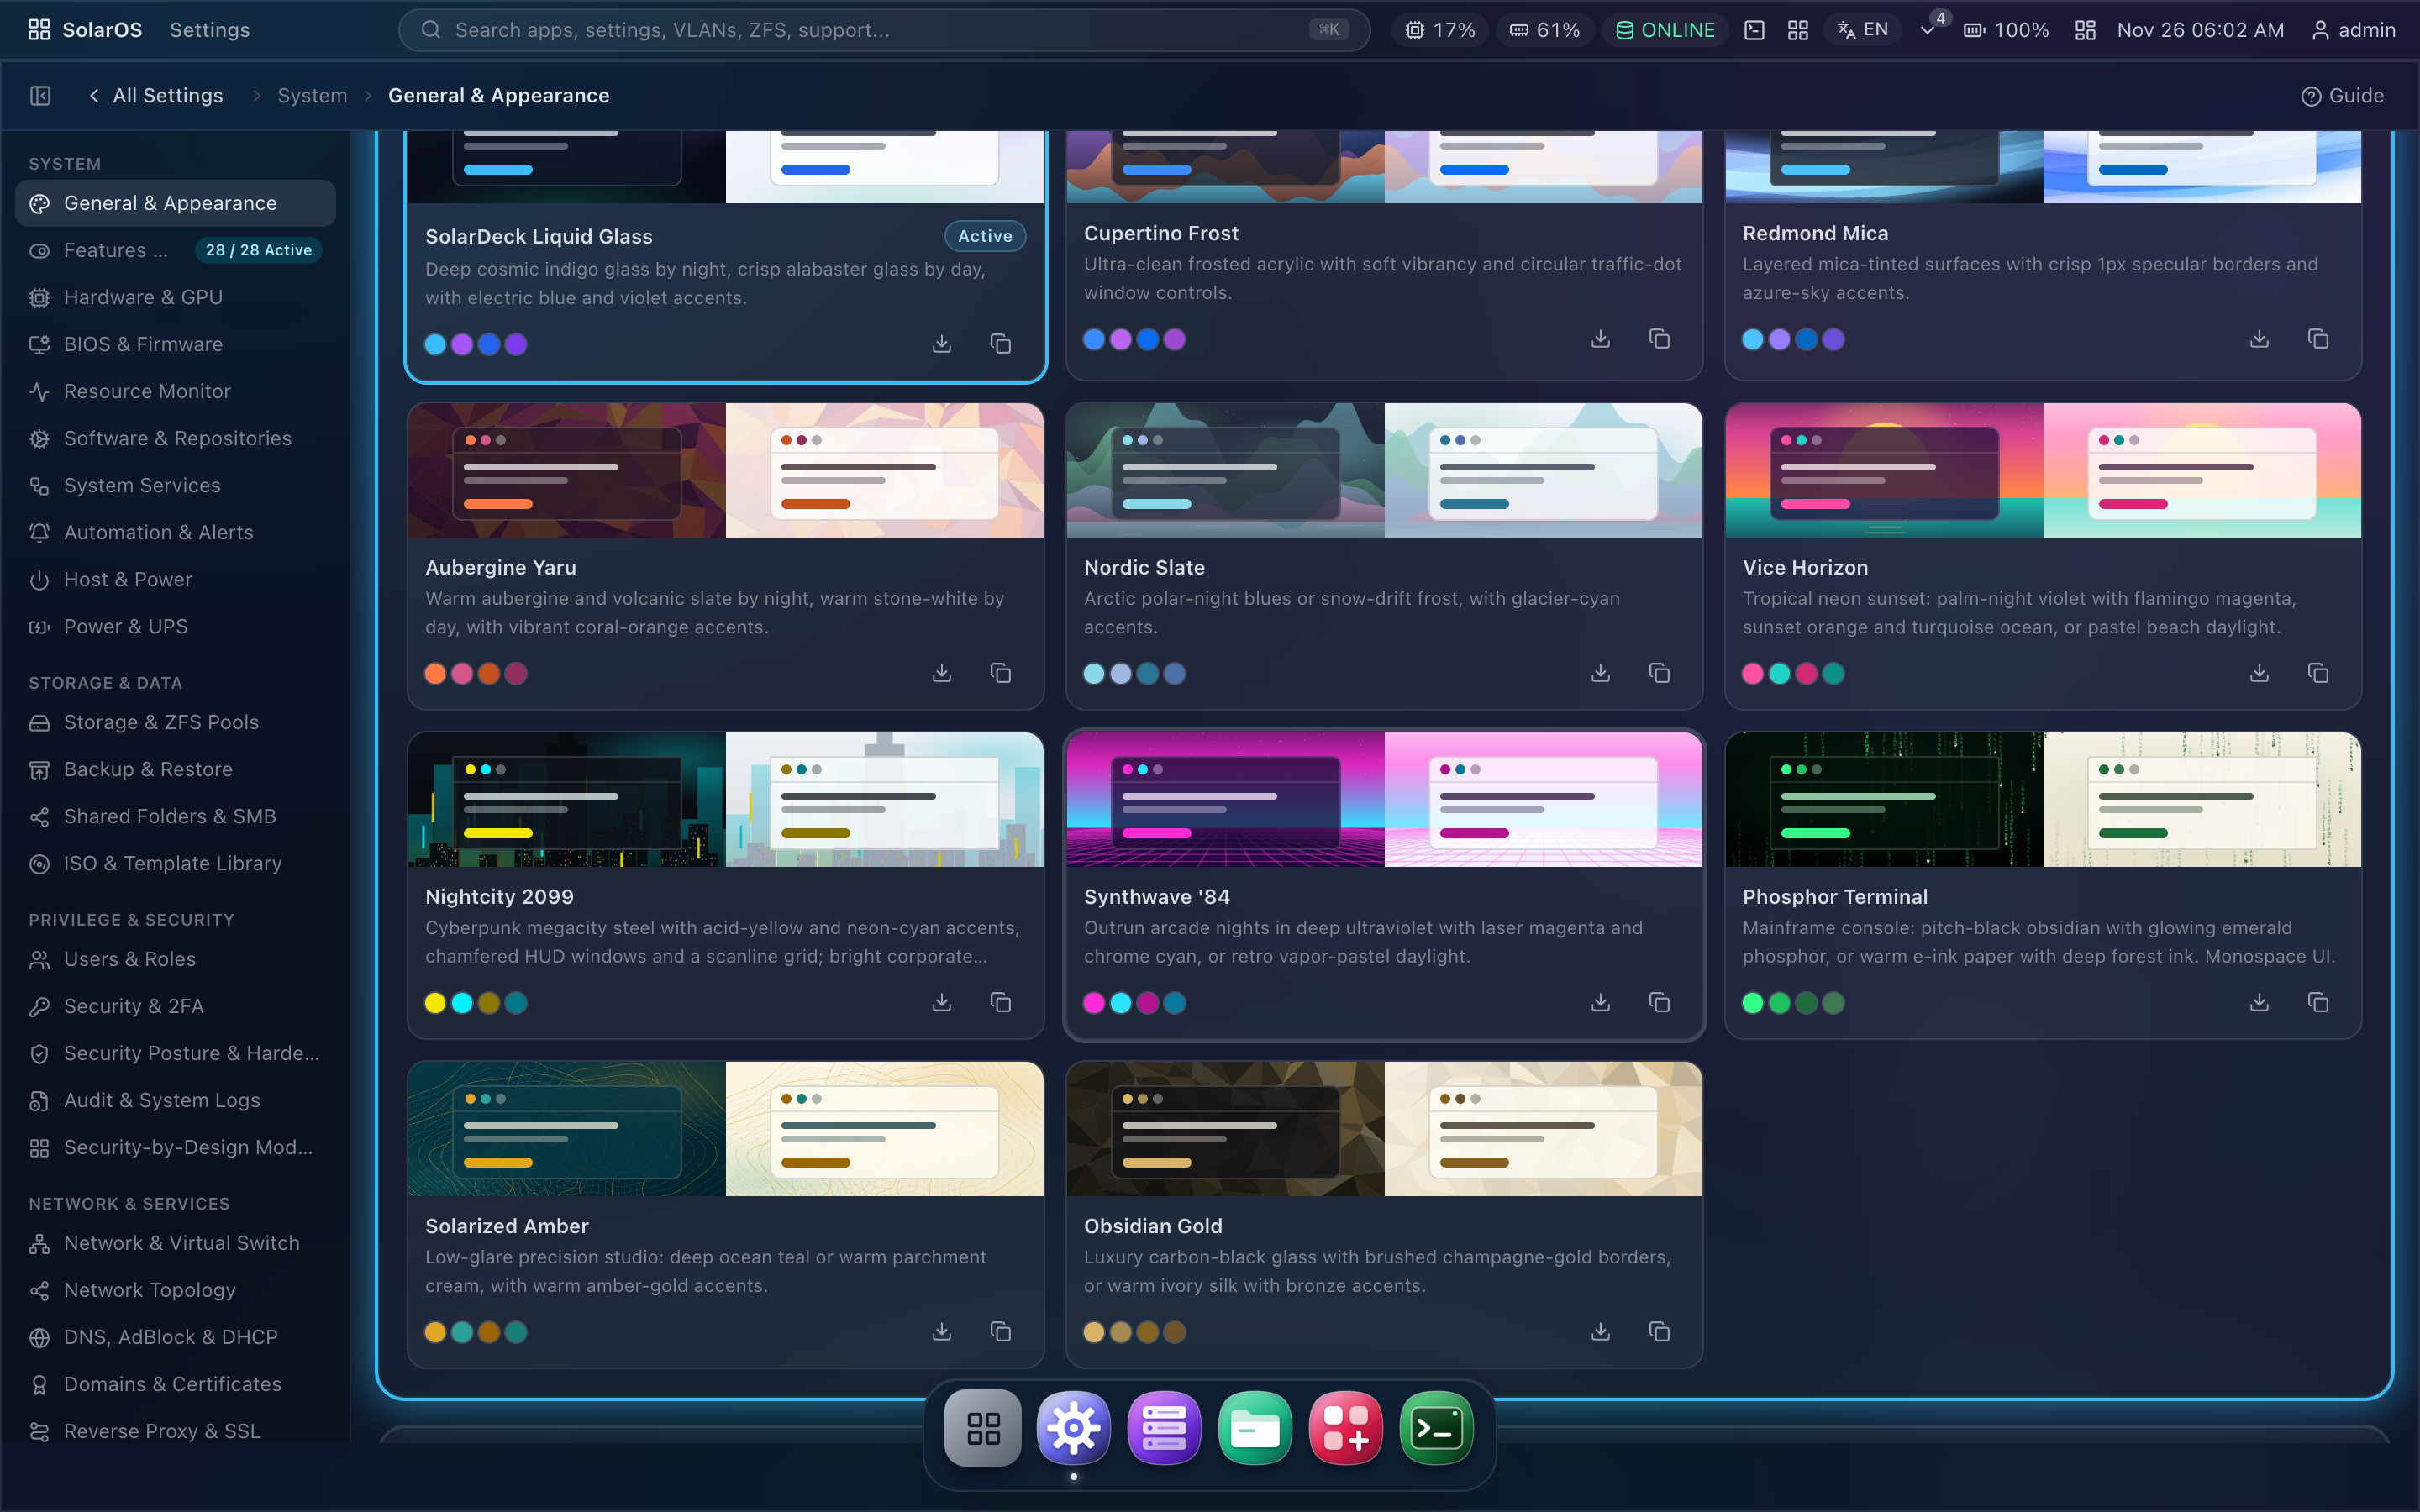 SolarOS
Settings
Search apps, settings, VLANs, ZFS, support...
⌘K
17%
61%
ONLINE
EN
4
100%
Nov 26 06:02 AM
admin
All Settings
System
General & Appearance
Guide
SYSTEM
General & Appearance
Features ...
28 / 28 Active
Hardware & GPU
BIOS & Firmware
Resource Monitor
Software & Repositories
System Services
Automation & Alerts
Host & Power
Power & UPS
STORAGE & DATA
Storage & ZFS Pools
Backup & Restore
Shared Folders & SMB
ISO & Template Library
PRIVILEGE & SECURITY
Users & Roles
Security & 2FA
Security Posture & Harde...
Audit & System Logs
Security-by-Design Mod...
NETWORK & SERVICES
Network & Virtual Switch
Network Topology
DNS, AdBlock & DHCP
Domains & Certificates
Reverse Proxy & SSL
SolarDeck Liquid Glass
Active
Deep cosmic indigo glass by night, crisp alabaster glass by day,
with electric blue and violet accents.
Cupertino Frost
Ultra-clean frosted acrylic with soft vibrancy and circular traffic-dot
window controls.
Redmond Mica
Layered mica-tinted surfaces with crisp 1px specular borders and
azure-sky accents.
Aubergine Yaru
Warm aubergine and volcanic slate by night, warm stone-white by
day, with vibrant coral-orange accents.
Nordic Slate
Arctic polar-night blues or snow-drift frost, with glacier-cyan
accents.
Vice Horizon
Tropical neon sunset: palm-night violet with flamingo magenta,
sunset orange and turquoise ocean, or pastel beach daylight.
Nightcity 2099
Cyberpunk megacity steel with acid-yellow and neon-cyan accents,
chamfered HUD windows and a scanline grid; bright corporate...
Synthwave '84
Outrun arcade nights in deep ultraviolet with laser magenta and
chrome cyan, or retro vapor-pastel daylight.
Phosphor Terminal
Mainframe console: pitch-black obsidian with glowing emerald
phosphor, or warm e-ink paper with deep forest ink. Monospace UI.
Solarized Amber
Low-glare precision studio: deep ocean teal or warm parchment
cream, with warm amber-gold accents.
Obsidian Gold
Luxury carbon-black glass with brushed champagne-gold borders,
or warm ivory silk with bronze accents.